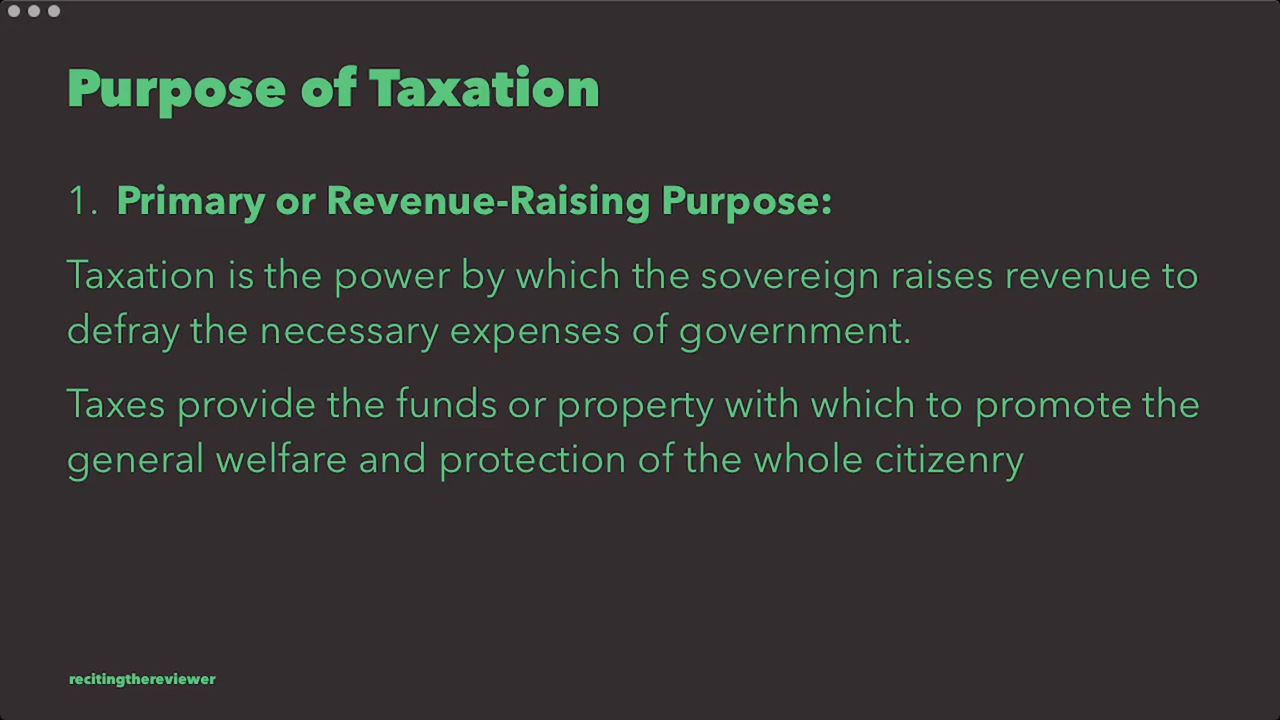 Purpose of Taxation
1. Primary or Revenue-Raising Purpose:
Taxation is the power by which the sovereign raises revenue to
defray the necessary expenses of government.
Taxes provide the funds or property with which to promote the
general welfare and protection of the whole citizenry
recitingthereviewer